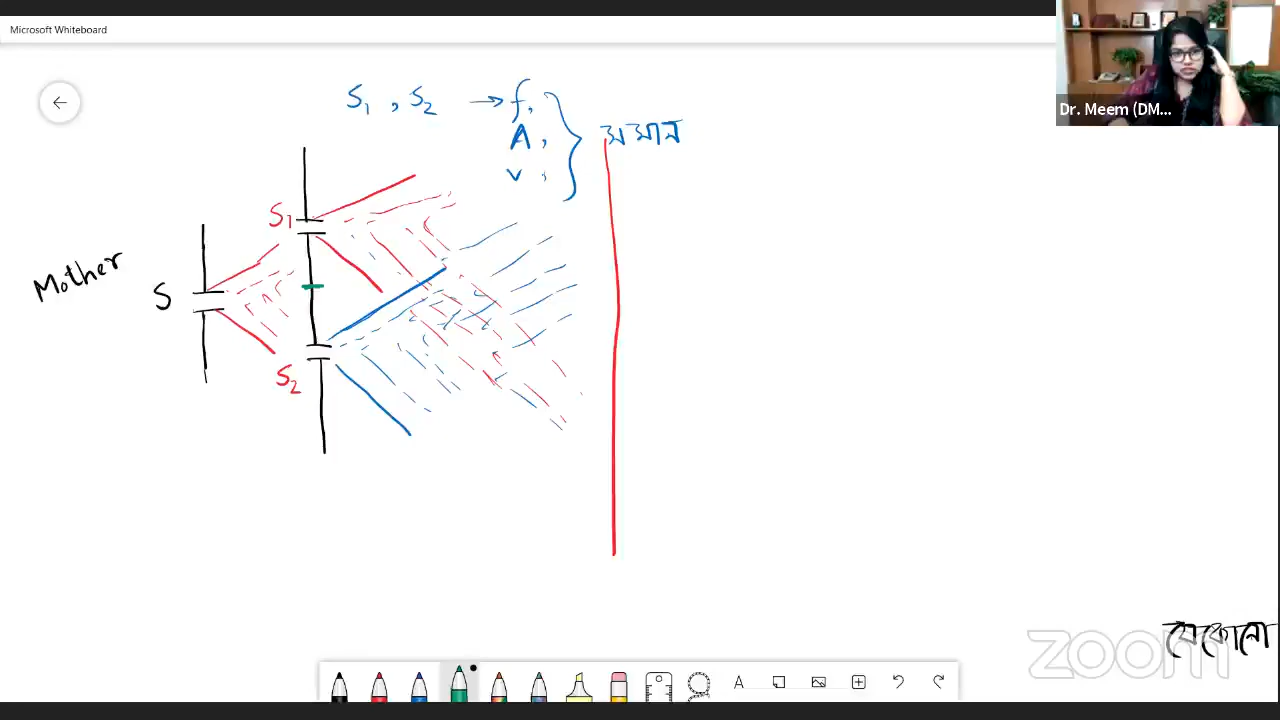 Microsoft Whiteboard
S₁ , S₂ → f,
A, সমান
v,
Dr. Meem (DM...
S₁
Mother
S
S₂
যেকোনো
zoom
A